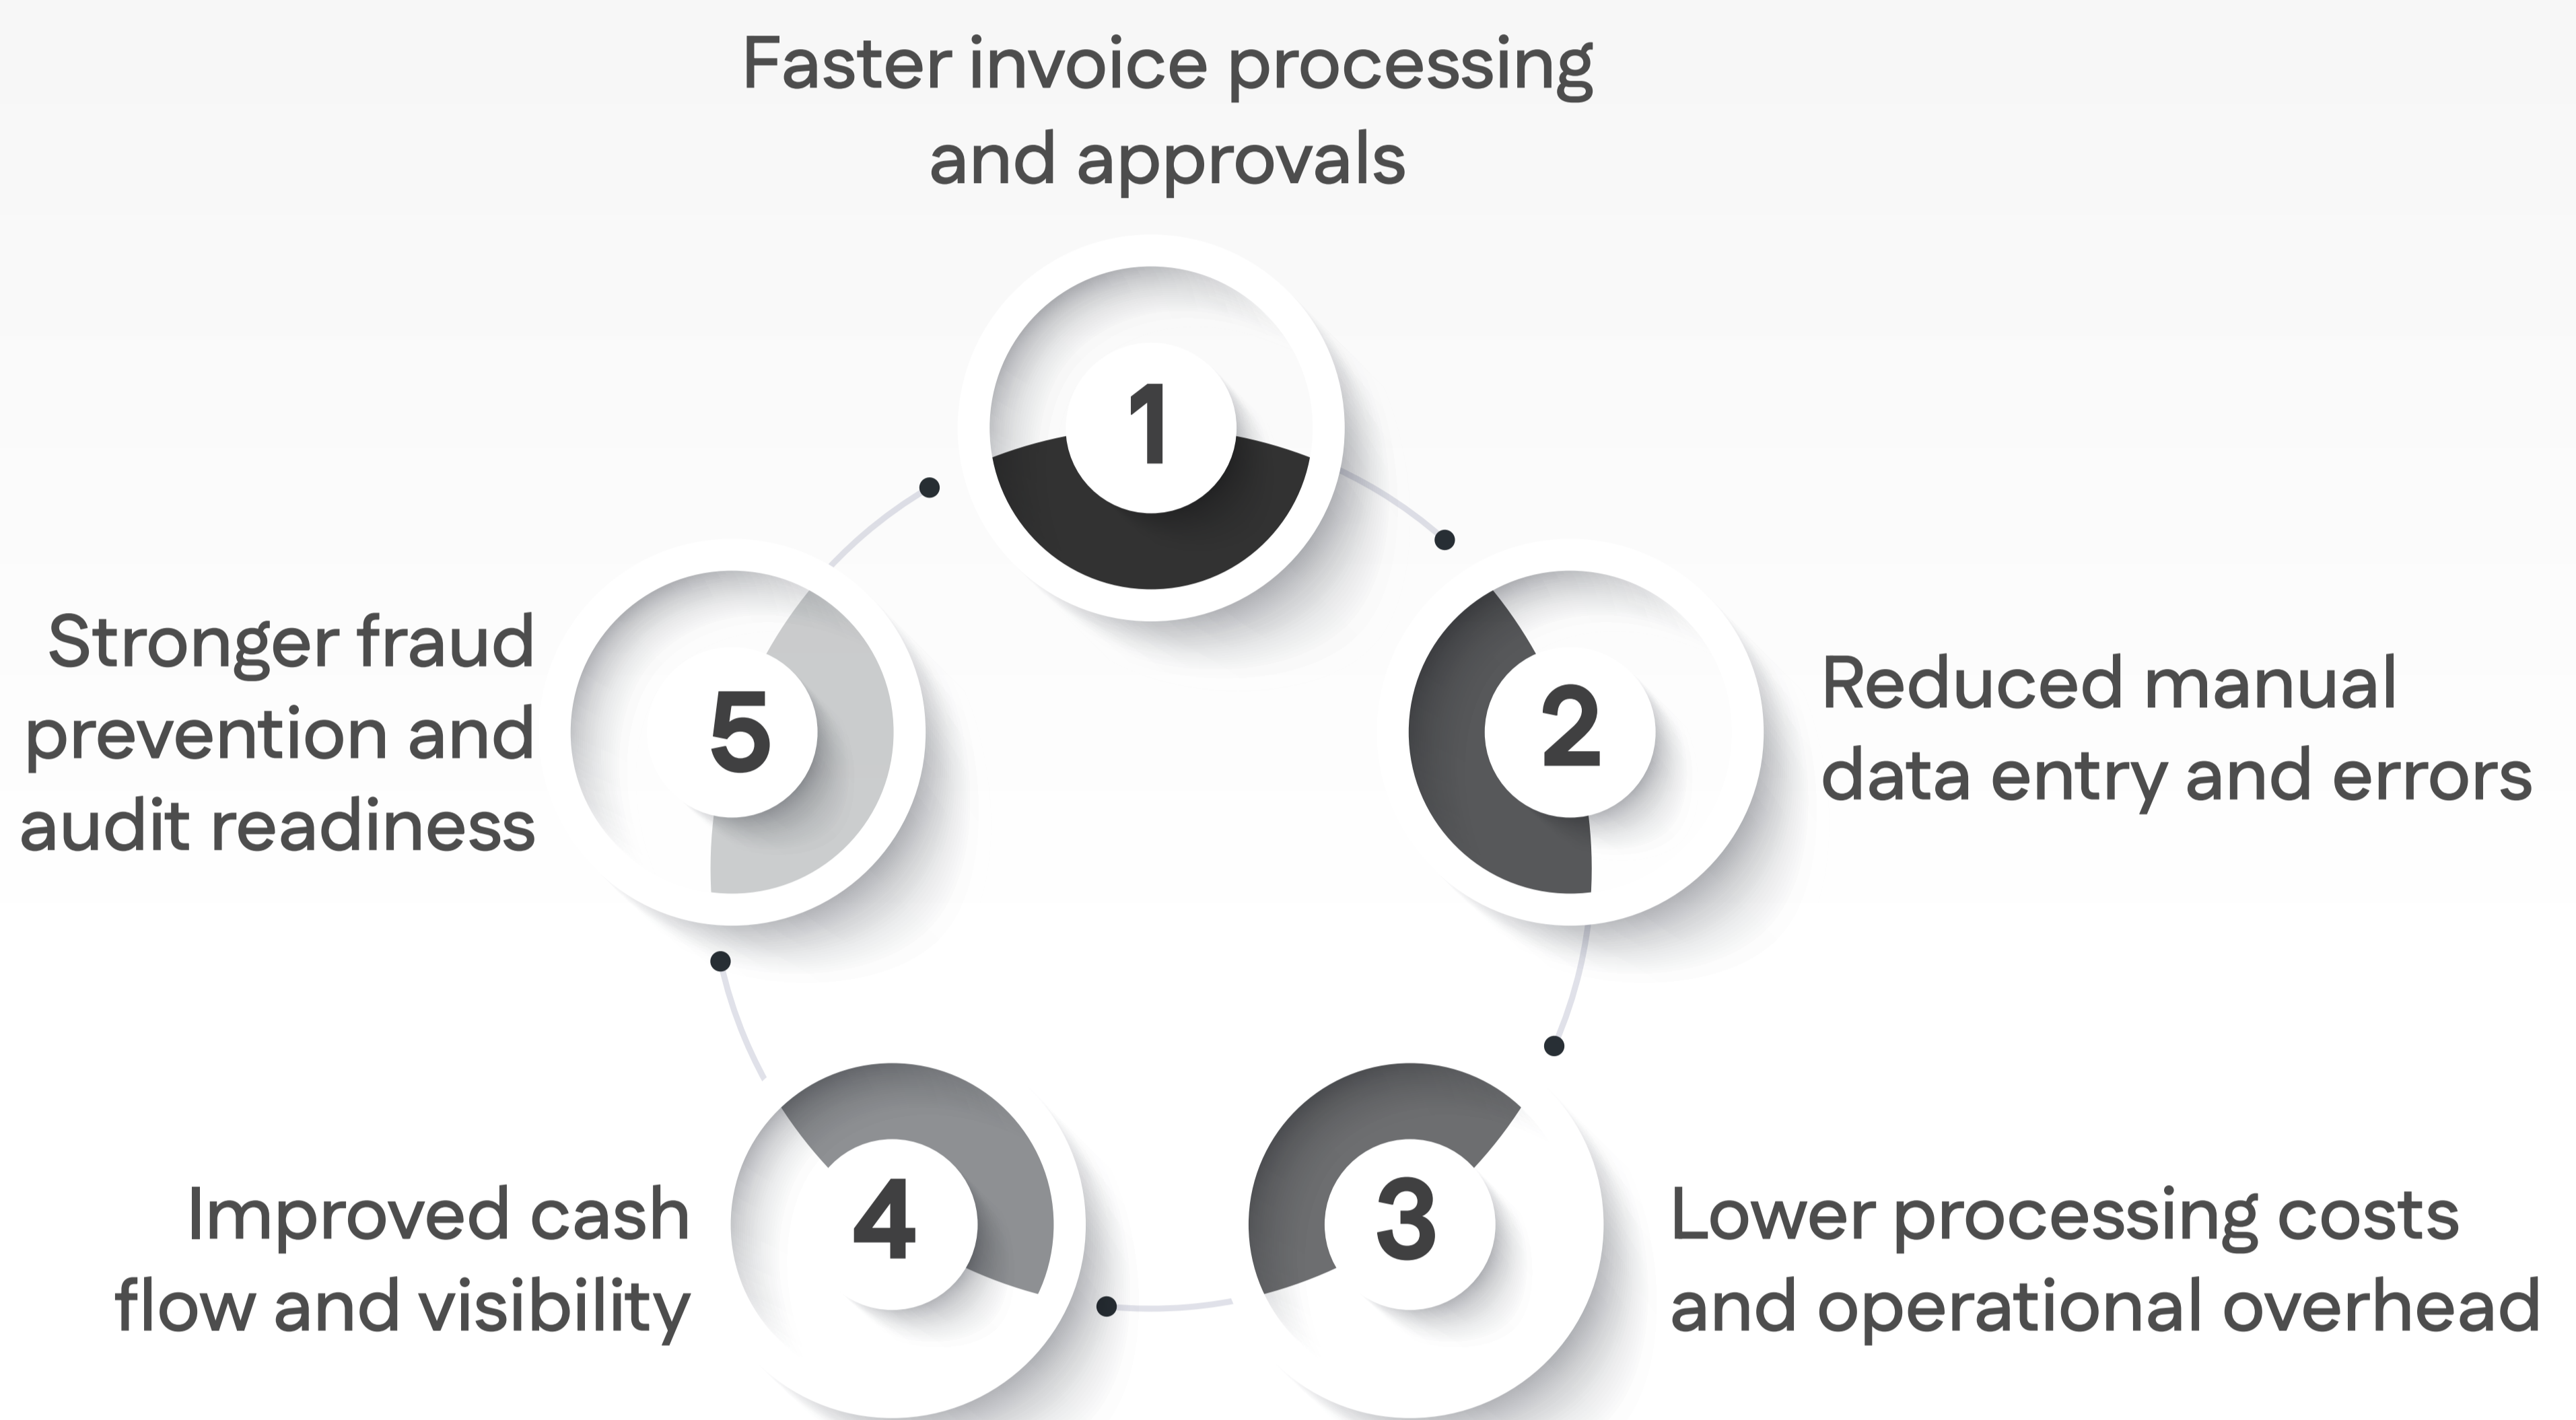 Faster invoice processing
and approvals
1
2
Reduced manual
data entry and errors
3
Lower processing costs
and operational overhead
4
Improved cash
flow and visibility
5
Stronger fraud
prevention and
audit readiness